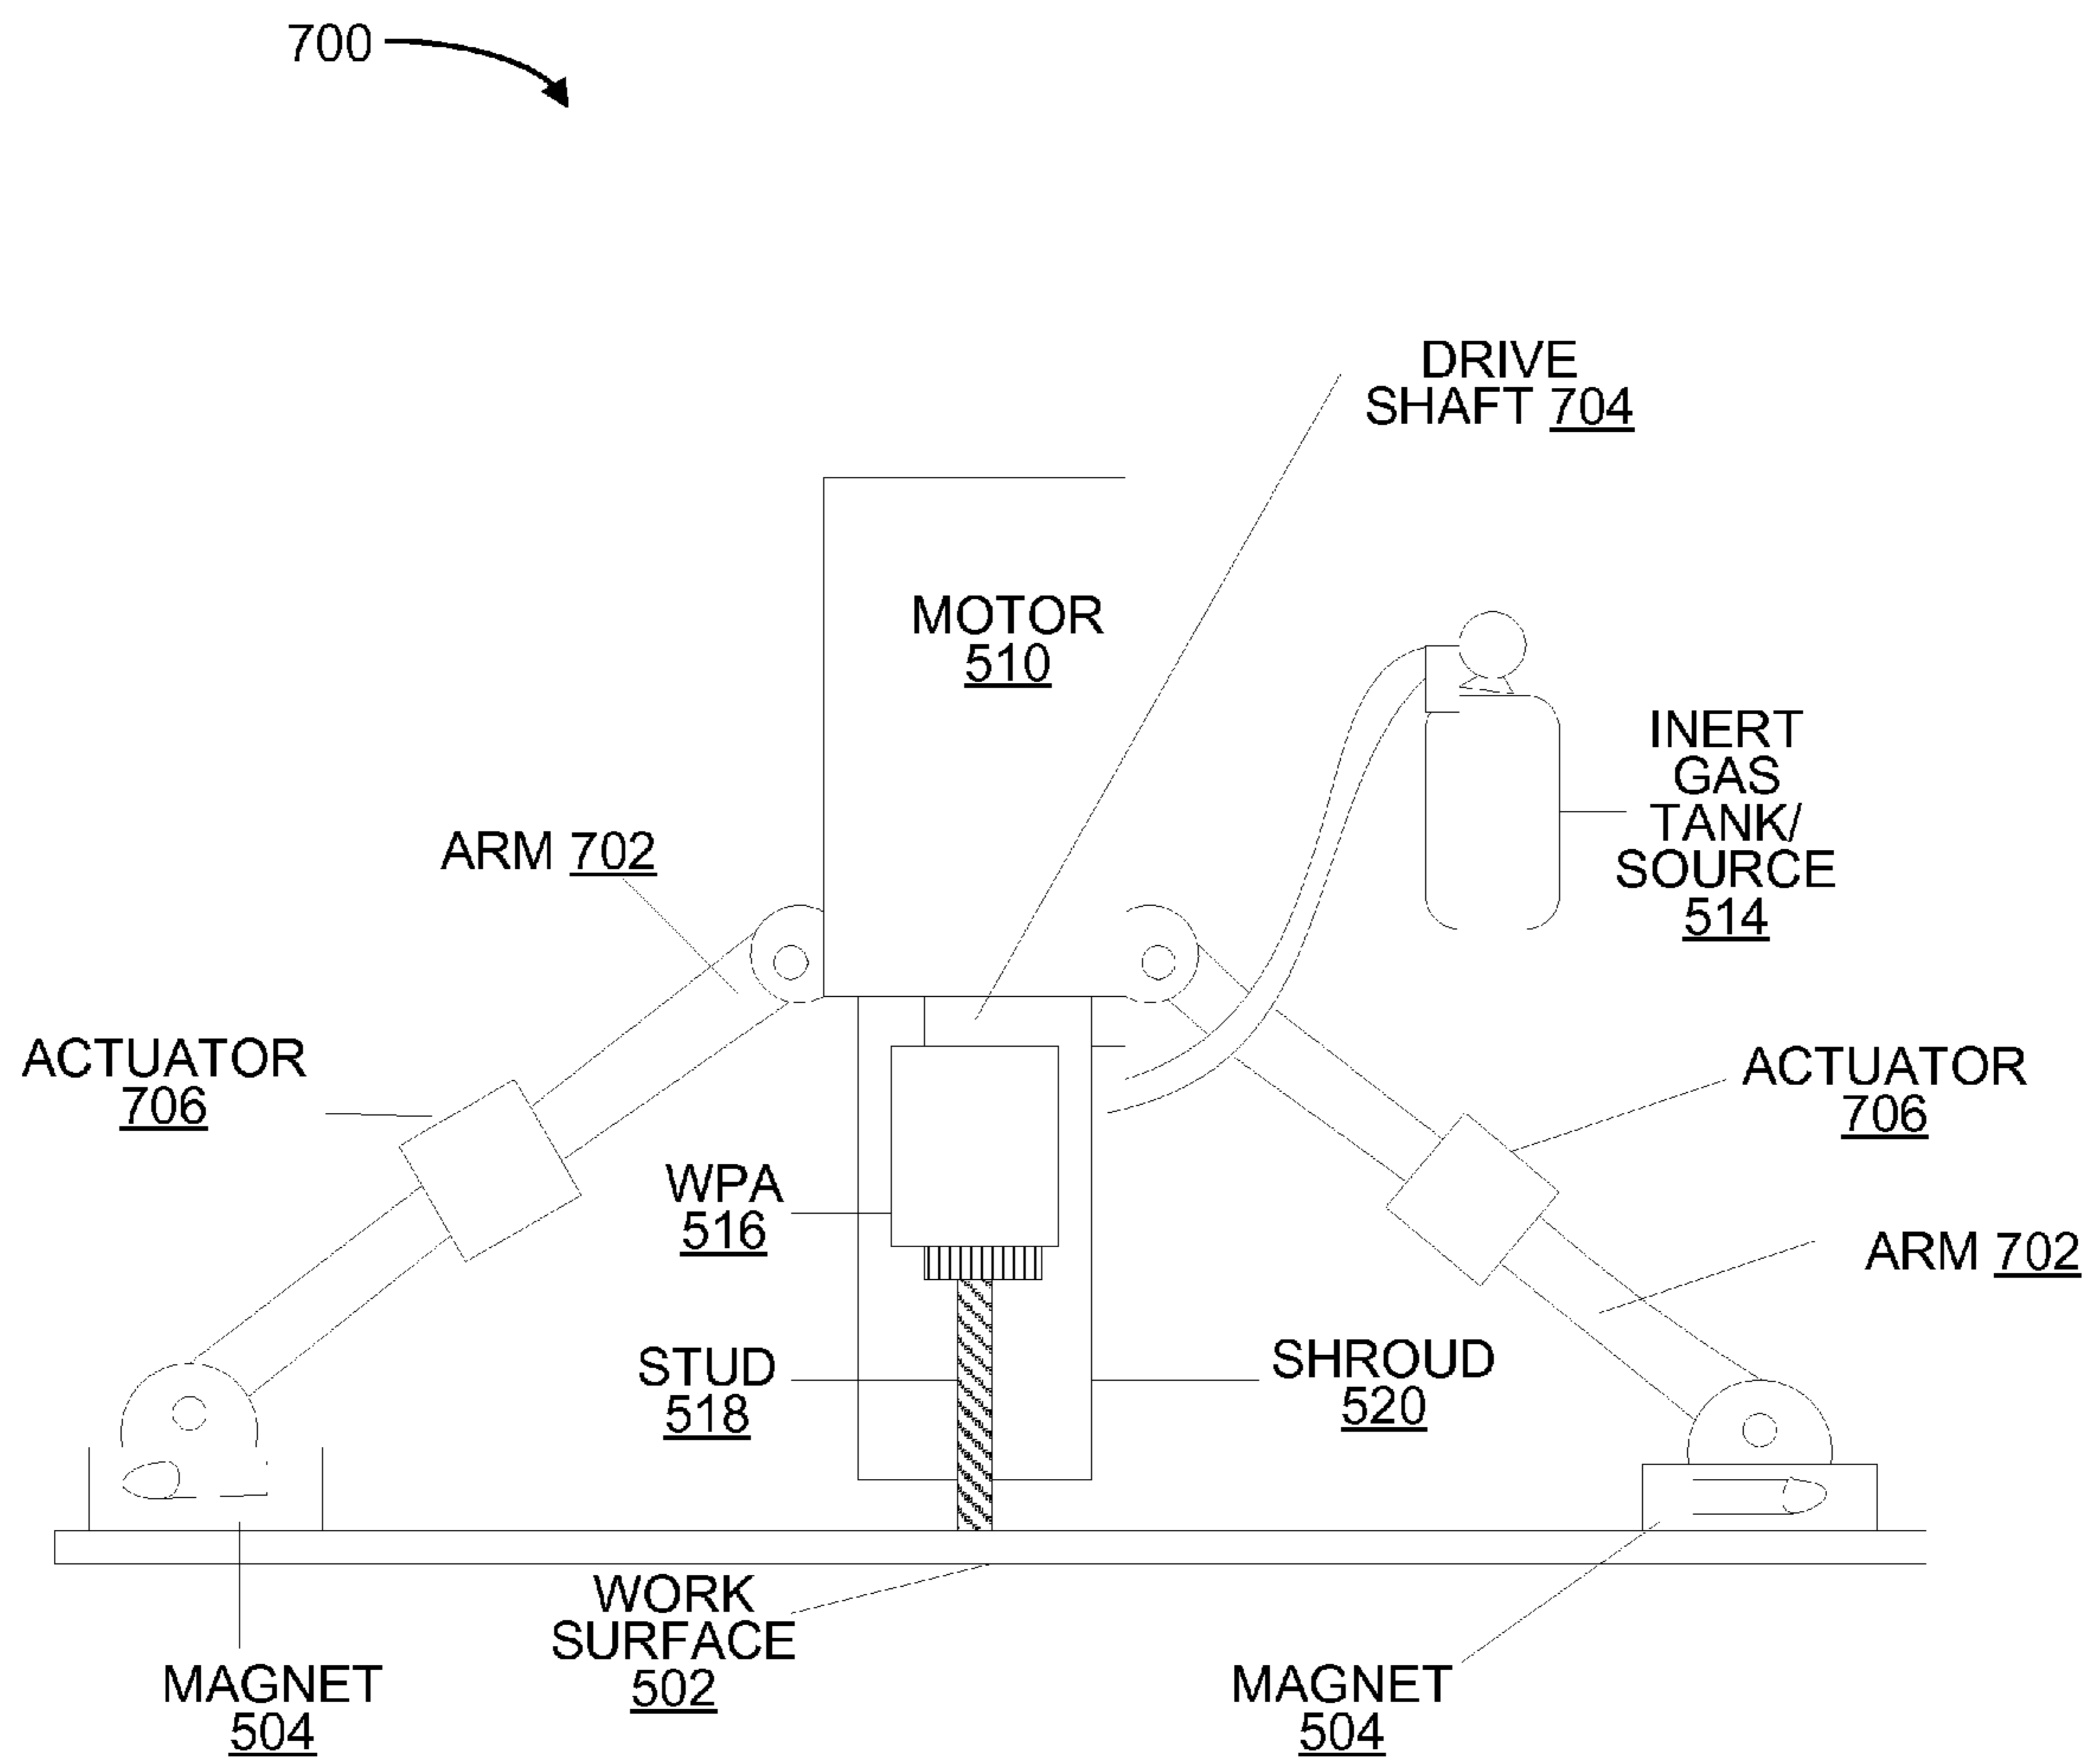 700
DRIVE
SHAFT 704
MOTOR
510
INERT
GAS
TANK/
SOURCE
514
ARM 702
ACTUATOR
706
ACTUATOR
706
WPA
516
ARM 702
STUD
518
SHROUD
520
WORK
SURFACE
502
MAGNET
504
MAGNET
504